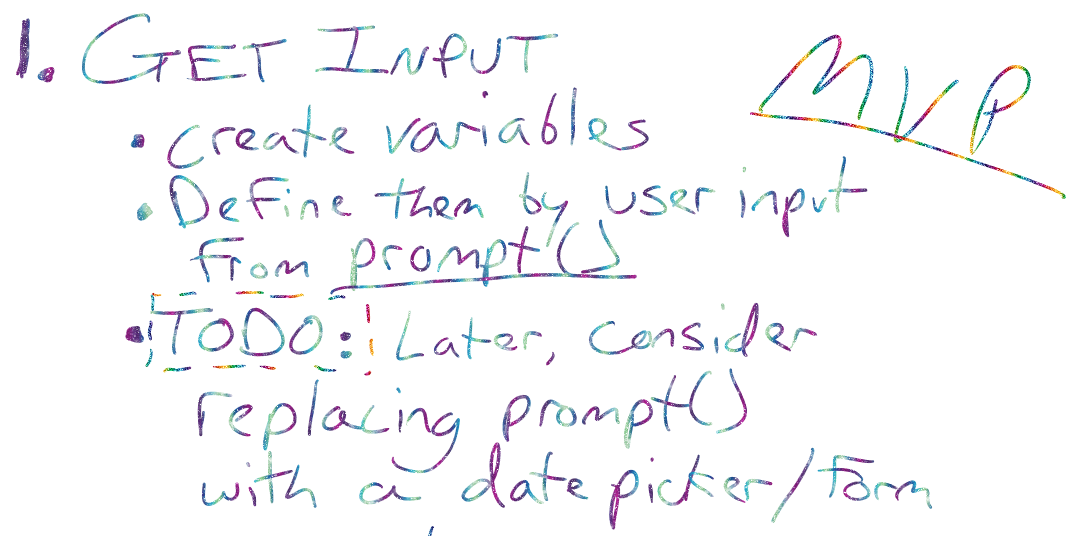 1. GET INPUT
MVP
• create variables
• Define them by user input
from prompt()
• TODO: Later, consider
replacing prompt()
with a date picker/form